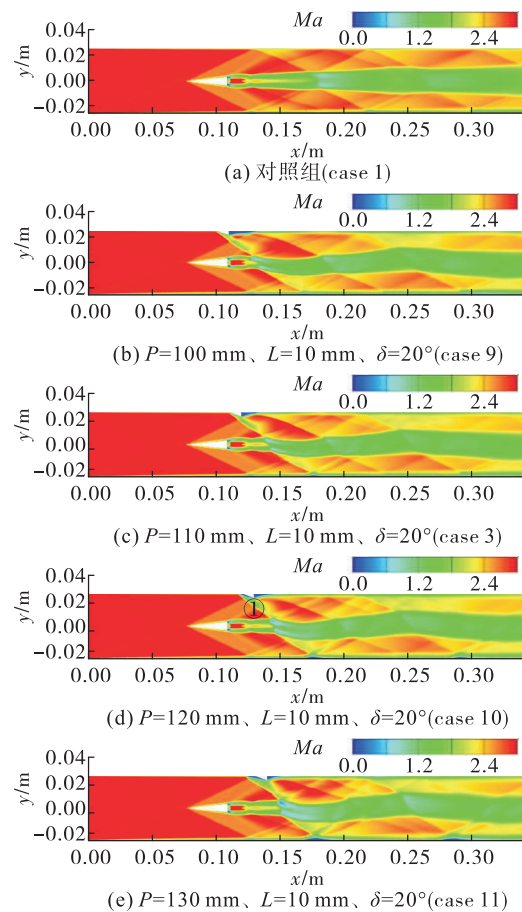 Ma
0.0 1.2 2.4
0.04
0.02
0.00
−0.02
y/m
0.00 0.05 0.10 0.15 0.20 0.25 0.30
x/m
(a) 对照组(case 1)
Ma
0.0 1.2 2.4
0.04
0.02
0.00
−0.02
y/m
0.00 0.05 0.10 0.15 0.20 0.25 0.30
x/m
(b) P=100 mm、L=10 mm、δ=20°(case 9)
Ma
0.0 1.2 2.4
0.04
0.02
0.00
−0.02
y/m
0.00 0.05 0.10 0.15 0.20 0.25 0.30
x/m
(c) P=110 mm、L=10 mm、δ=20°(case 3)
Ma
0.0 1.2 2.4
0.04
0.02
0.00
−0.02
y/m
①
0.00 0.05 0.10 0.15 0.20 0.25 0.30
x/m
(d) P=120 mm、L=10 mm、δ=20°(case 10)
Ma
0.0 1.2 2.4
0.04
0.02
0.00
−0.02
y/m
0.00 0.05 0.10 0.15 0.20 0.25 0.30
x/m
(e) P=130 mm、L=10 mm、δ=20°(case 11)